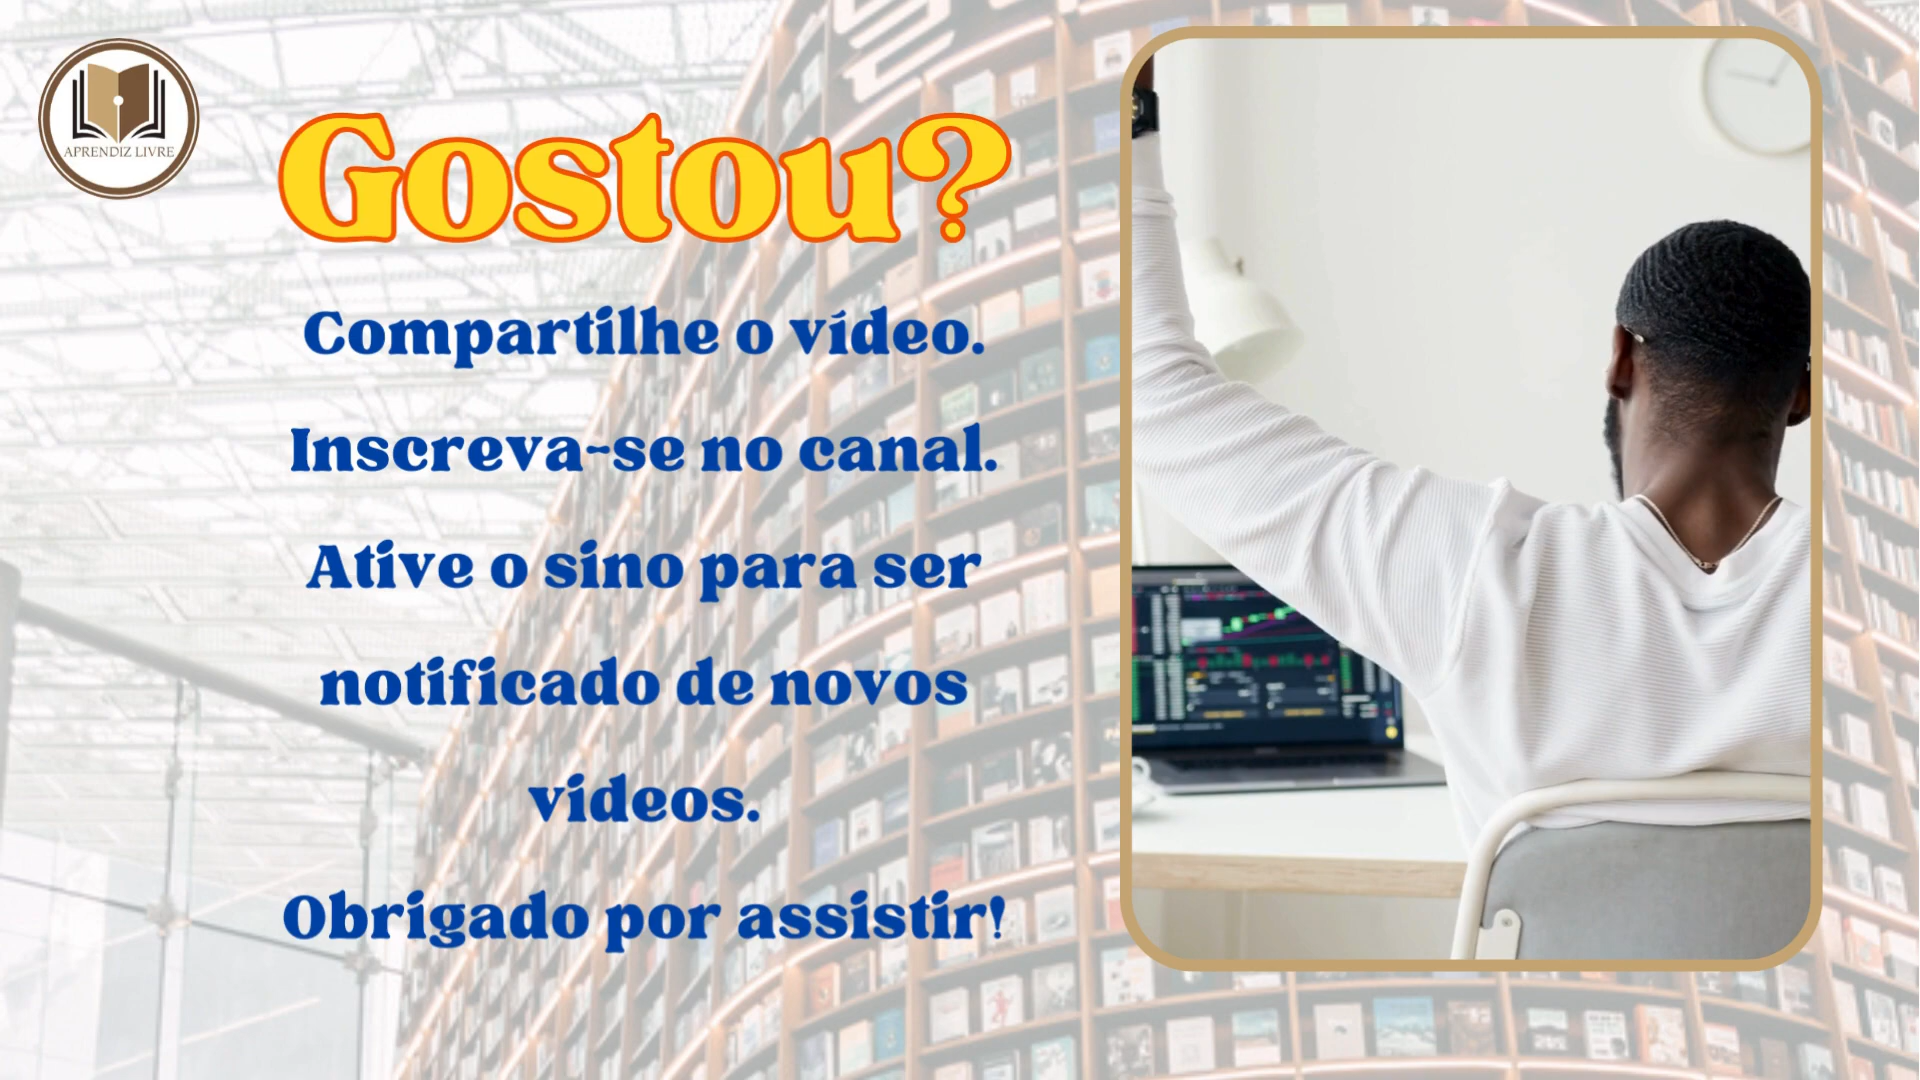 APRENDIZ LIVRE
Gostou?
Compartilhe o vídeo.
Inscreva-se no canal.
Ative o sino para ser
notificado de novos
vídeos.
Obrigado por assistir!